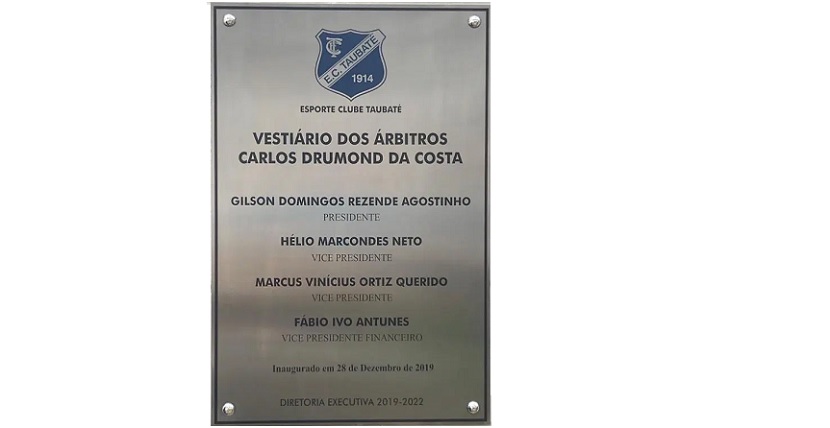 TC
E.C. TAUBATÉ
1914
ESPORTE CLUBE TAUBATÉ
VESTIÁRIO DOS ÁRBITROS
CARLOS DRUMOND DA COSTA
GILSON DOMINGOS REZENDE AGOSTINHO
PRESIDENTE
HÉLIO MARCONDES NETO
VICE PRESIDENTE
MARCUS VINÍCIUS ORTIZ QUERIDO
VICE PRESIDENTE
FÁBIO IVO ANTUNES
VICE PRESIDENTE FINANCEIRO
Inaugurado em 28 de Dezembro de 2019
DIRETORIA EXECUTIVA 2019-2022